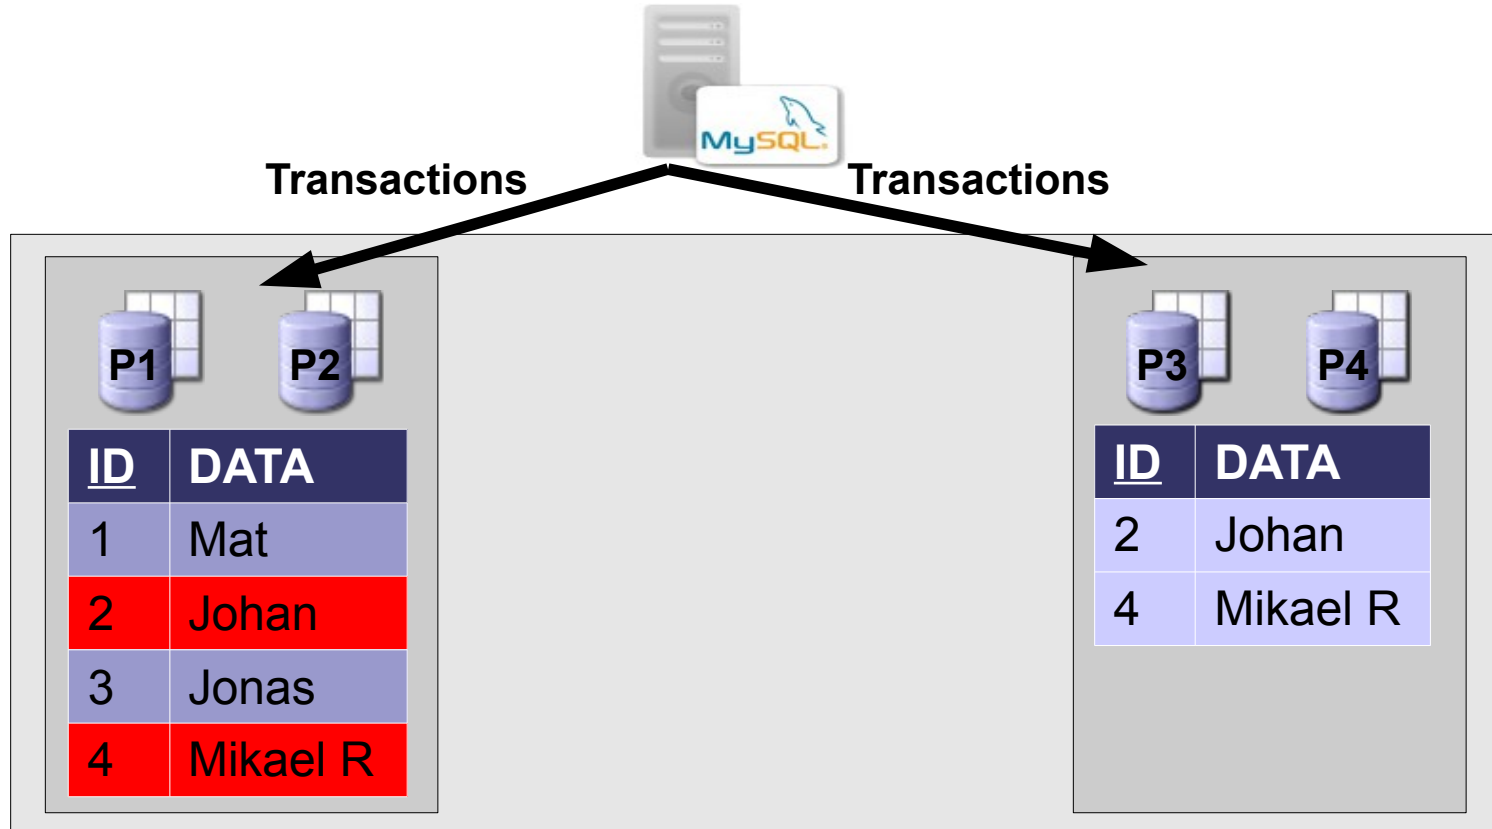 MySQL.
Transactions Transactions
P1 P2
ID DATA
1 Mat
2 Johan
3 Jonas
4 Mikael R
P3 P4
ID DATA
2 Johan
4 Mikael R